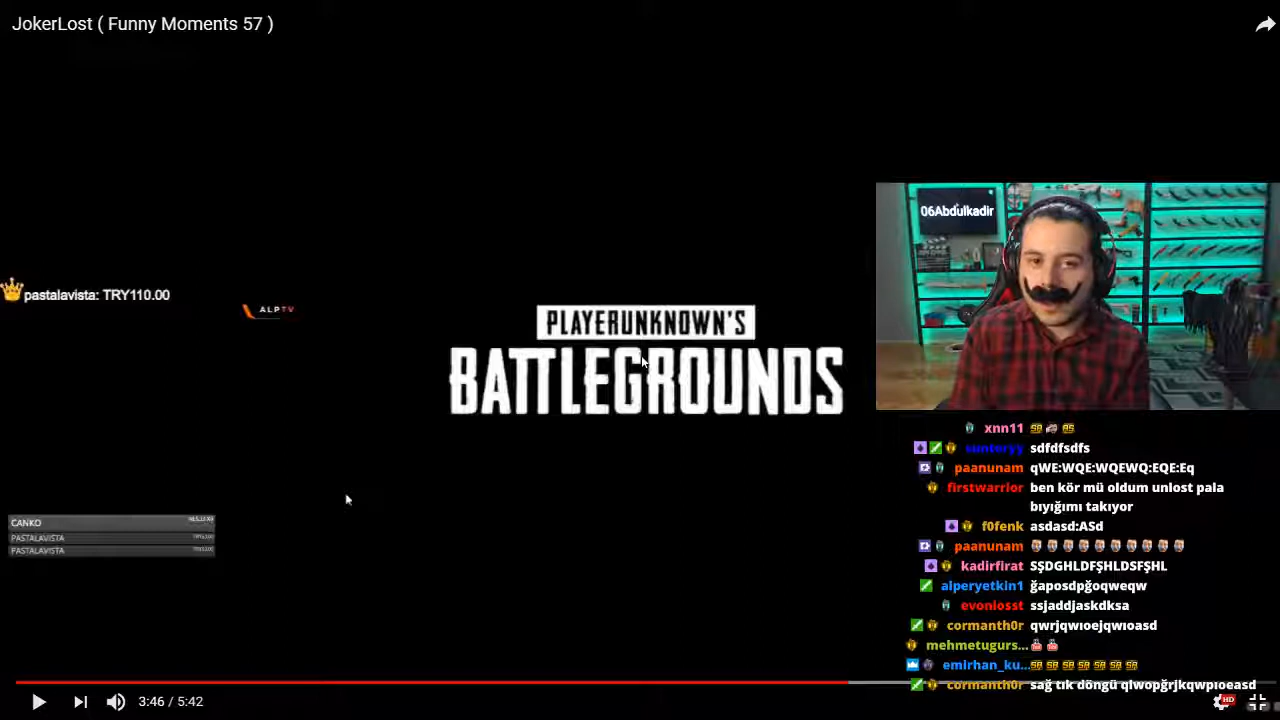 JokerLost ( Funny Moments 57 )
06Abdulkadir
pastalavista: TRY110.00
ALPTV
PLAYERUNKNOWN'S
BATTLEGROUNDS
xnn11
sunteryy sdfdfsdfs
paanunam qWE:WQE:WQEWQ:EQE:Eq
firstwarrior ben kör mü oldum unlost pala
bıyığımı takıyor
f0fenk asdasd:ASd
paanunam
kadirfirat SŞDGHLDFŞHLDSFŞHL
alperyetkin1 ğaposdpğoqweqw
evonlosst ssjaddjaskdksa
cormanth0r qwrjqwıoejqwıoasd
mehmetugurs...
emirhan_ku...
cormanth0r sağ tık döngü qlwopğrjkqwpıoeasd
CANKO
PASTALAVISTA
PASTALAVISTA
3:46 / 5:42
HD